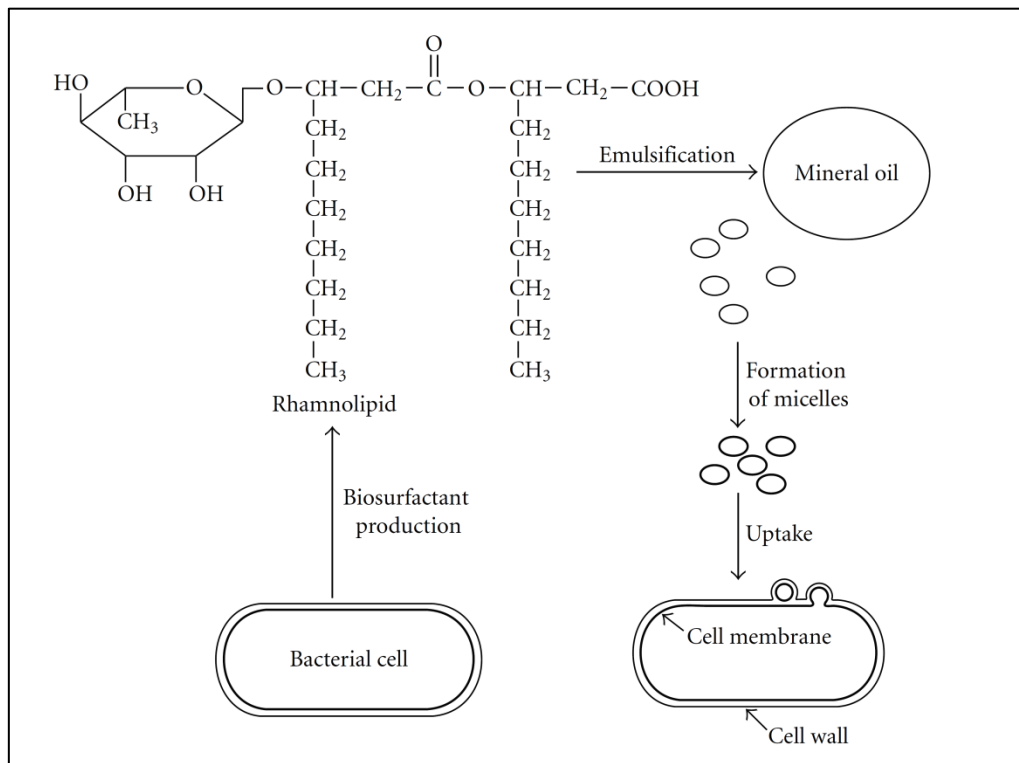 O
HO O O—CH—CH₂—C—O—CH—CH₂—COOH
CH₃ CH₂ CH₂
CH₂ CH₂
OH OH
CH₂ CH₂
CH₂ CH₂
CH₂ CH₂
CH₂ CH₂
CH₃ CH₃
Rhamnolipid
Emulsification
Mineral oil
Formation
of micelles
Uptake
Biosurfactant
production
Bacterial cell
Cell membrane
Cell wall